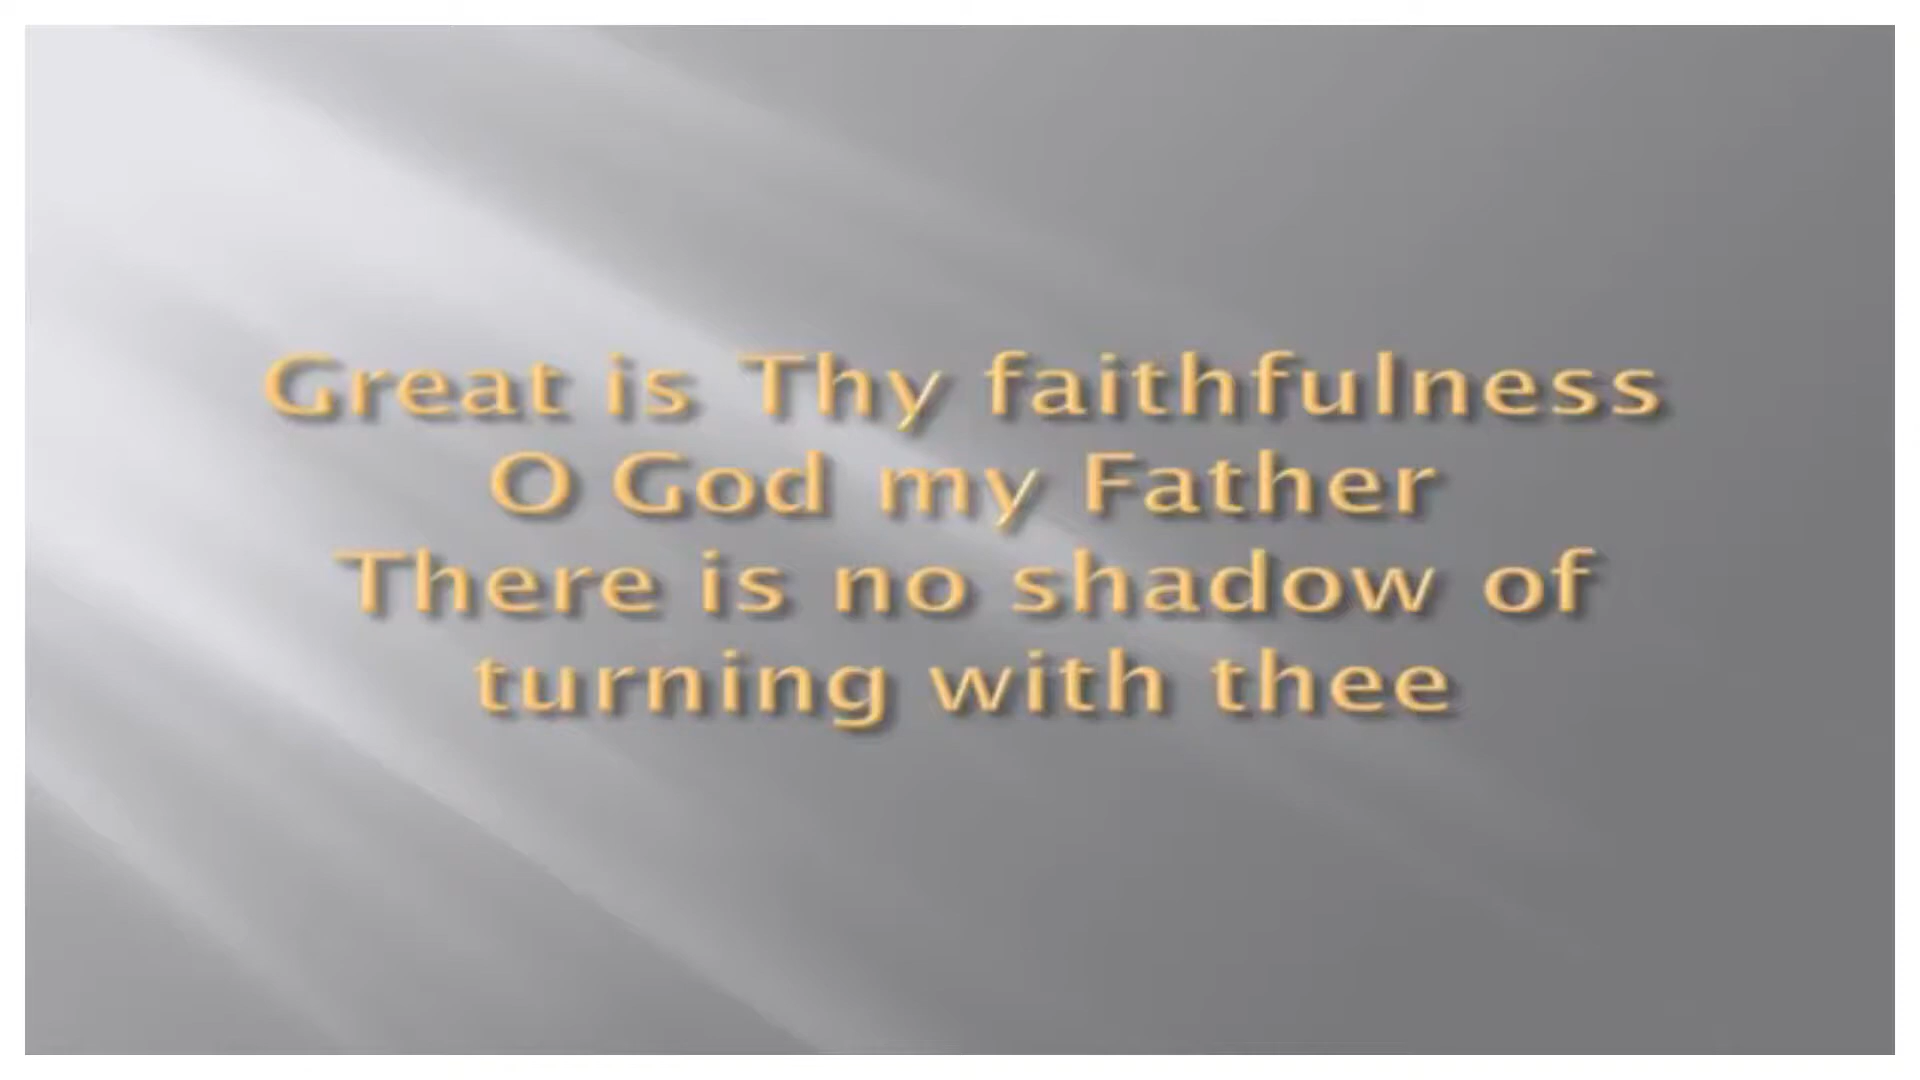 Great is Thy faithfulness
O God my Father
There is no shadow of
turning with thee